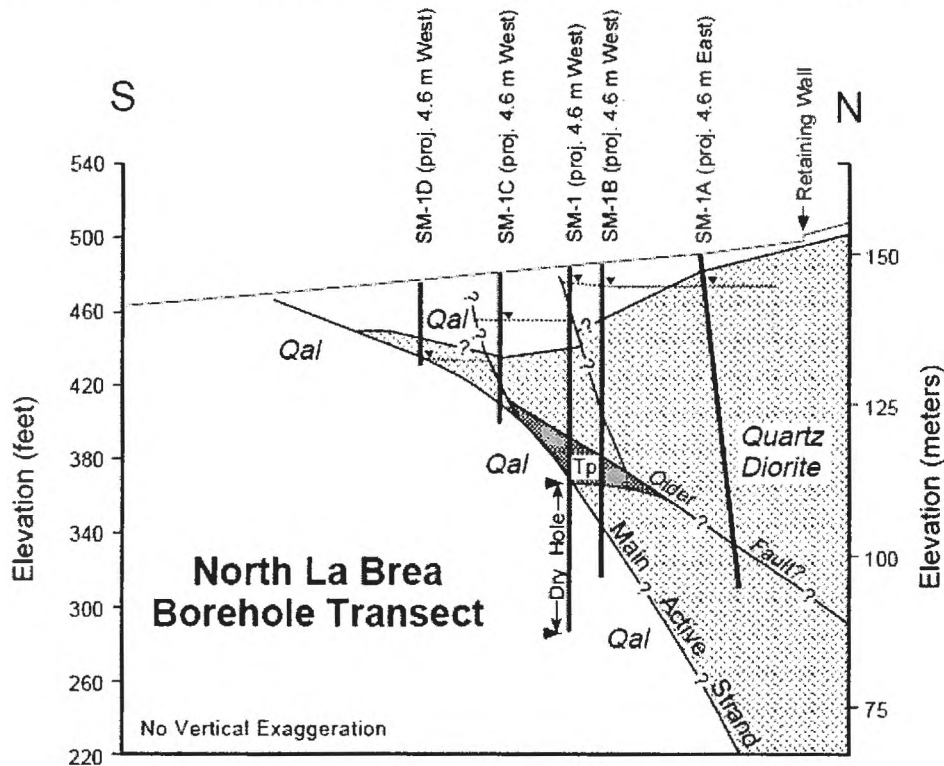 S
N
SM-1D (proj. 4.6 m West)
SM-1C (proj. 4.6 m West)
SM-1 (proj. 4.6 m West)
SM-1B (proj. 4.6 m West)
SM-1A (proj. 4.6 m East)
Retaining Wall
Elevation (feet)
540
500
460
420
380
340
300
260
220
Elevation (meters)
150
125
100
75
Qal
Qal
Qal
Qal
?
?
?
?
?
?
Tp
Quartz
Diorite
Older ? Fault? ?
Main ? Active ? Strand
Dry Hole
North La Brea
Borehole Transect
No Vertical Exaggeration